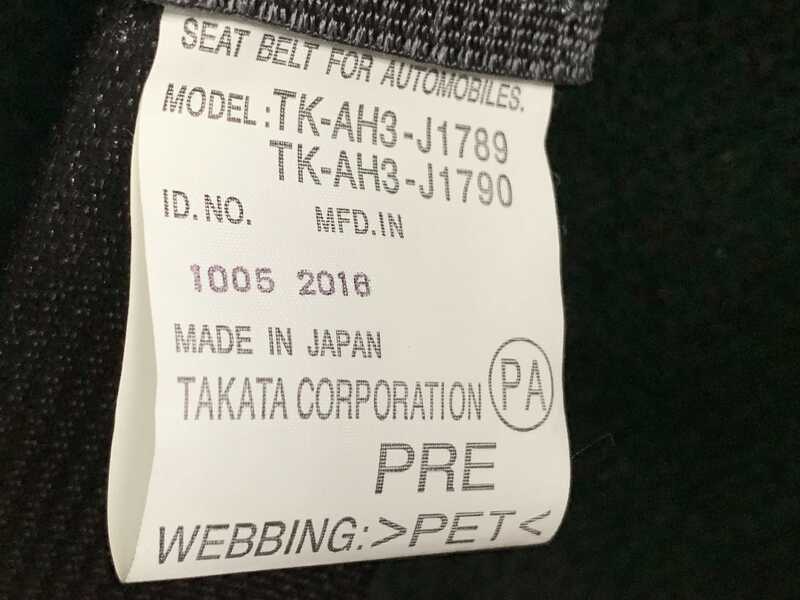 SEAT BELT FOR AUTOMOBILES.
MODEL: TK-AH3-J1789
TK-AH3-J1790
ID.NO. MFD.IN
1005 2018
MADE IN JAPAN
TAKATA CORPORATION PA
PRE
WEBBING: >PET<